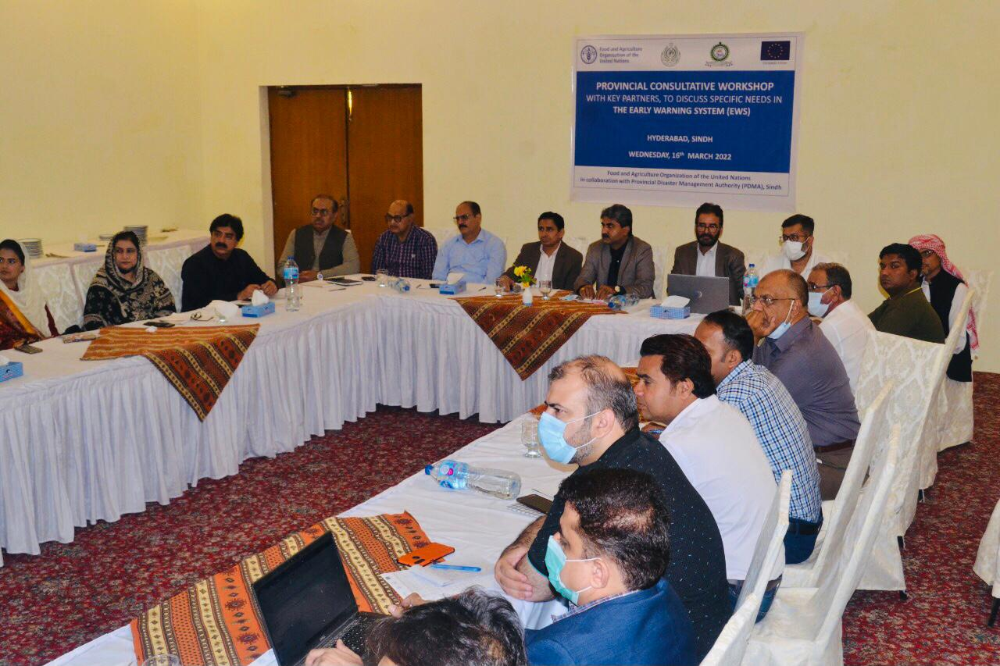 Food and Agriculture
Organization of the
United Nations
PROVINCIAL CONSULTATIVE WORKSHOP
WITH KEY PARTNERS, TO DISCUSS SPECIFIC NEEDS IN
THE EARLY WARNING SYSTEM (EWS)
HYDERABAD, SINDH
WEDNESDAY, 16th MARCH 2022
Food and Agriculture Organization of the United Nations
in collaboration with Provincial Disaster Management Authority (PDMA), Sindh